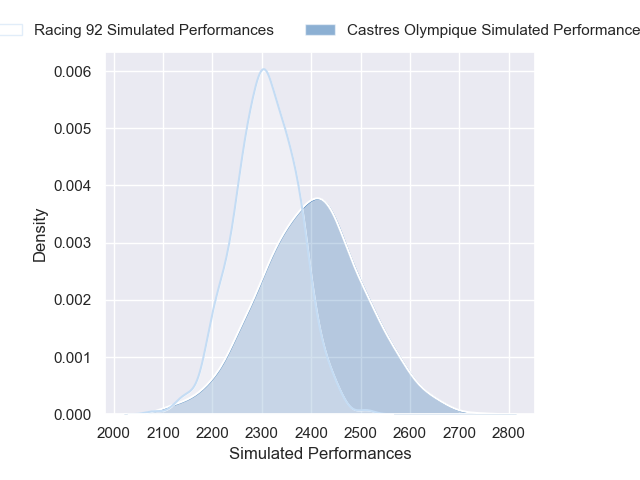 Racing 92 Simulated Performances
Castres Olympique Simulated Performance
0.006
0.005
0.004
0.003
0.002
0.001
0.000
Density
2000 2100 2200 2300 2400 2500 2600 2700 2800
Simulated Performances